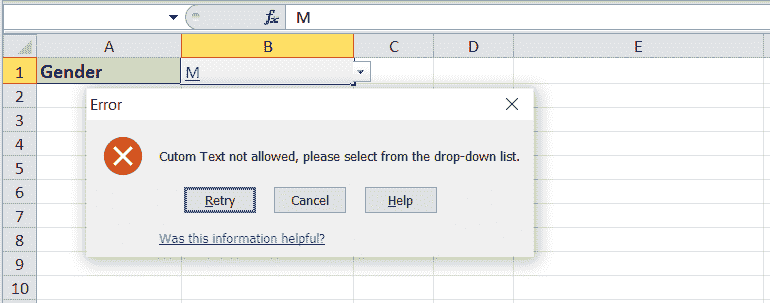 fx M
A B C D E
1 Gender M
2
3
4
5
6
7
8
9
10
Error
Cutom Text not allowed, please select from the drop-down list.
Retry Cancel Help
Was this information helpful?